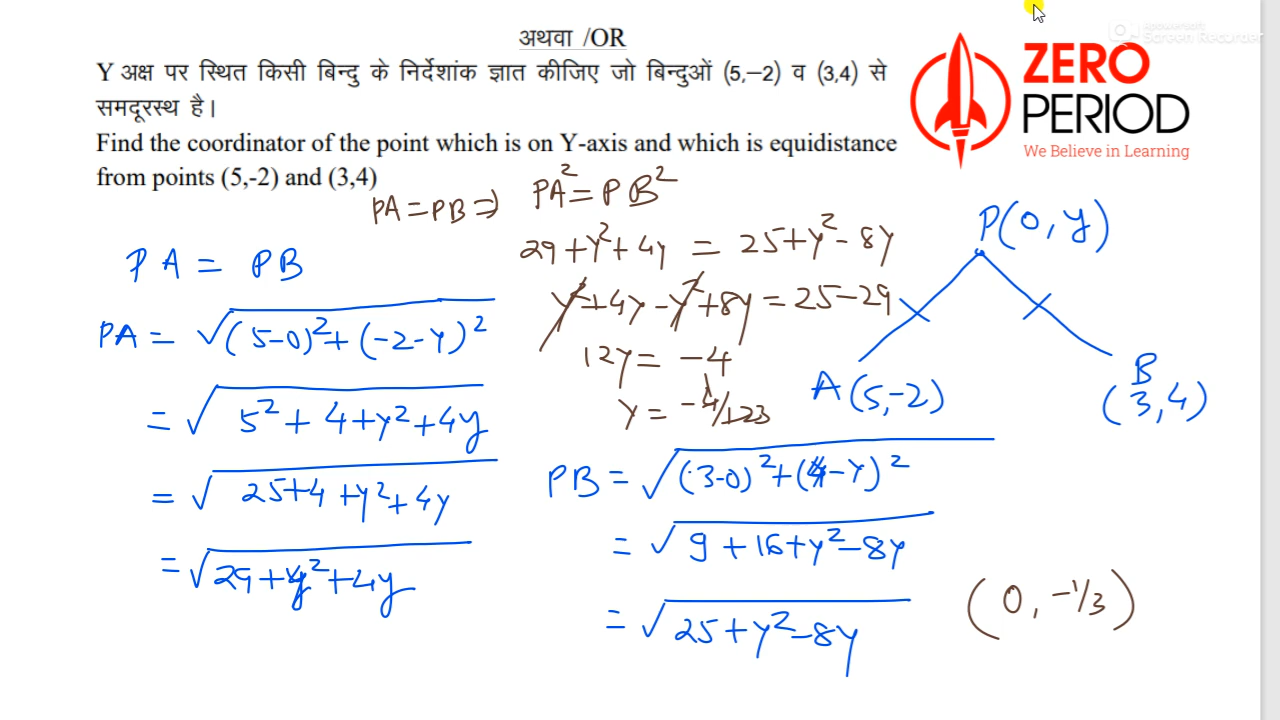 अथवा /OR
Y अक्ष पर स्थित किसी बिन्दु के निर्देशांक ज्ञात कीजिए जो बिन्दुओं (5,–2) व (3,4) से
समदूरस्थ है।
Find the coordinator of the point which is on Y-axis and which is equidistance
from points (5,-2) and (3,4)
Apowersoft
Screen Recorder
ZERO
PERIOD
We Believe in Learning
PA = PB ⇒ PA² = PB²
29 + y² + 4y = 25 + y² - 8y
y² + 4y - y² + 8y = 25 - 29
12y = -4
y = -4/12 3
P(0, y)
A (5, -2)
B
(3, 4)
PA = PB
PA = √(5-0)² + (-2-y)²
= √5² + 4 + y² + 4y
= √25 + 4 + y² + 4y
= √29 + y² + 4y
PB = √(3-0)² + (4-y)²
= √9 + 16 + y² - 8y
= √25 + y² - 8y
(0, -1/3)